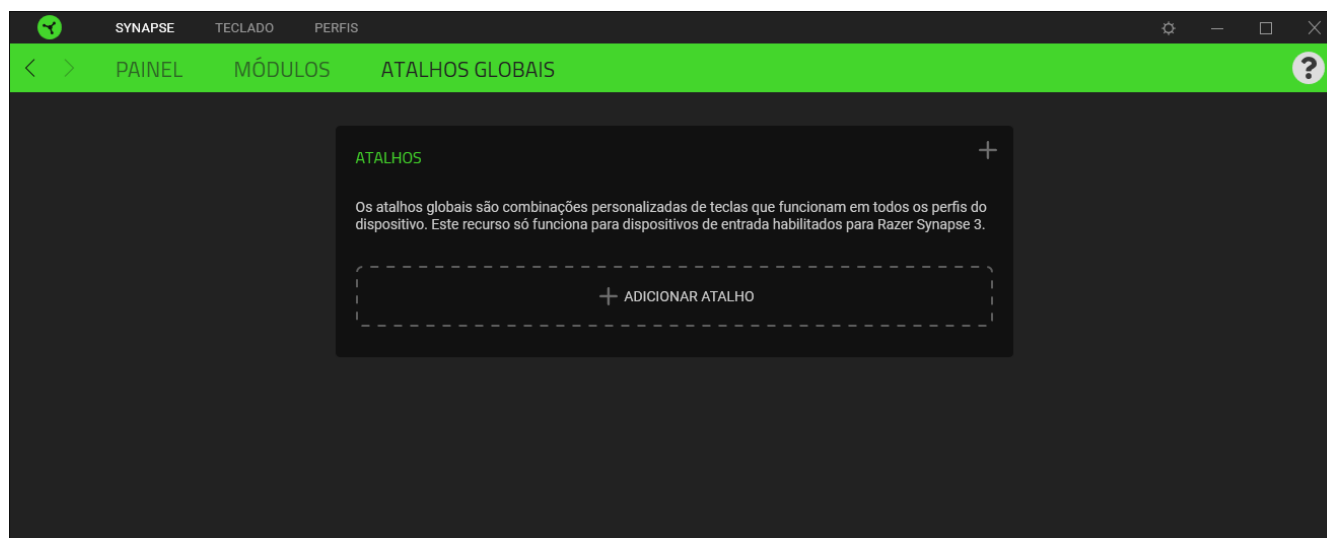 SYNAPSE TECLADO PERFIS
PAINEL MÓDULOS ATALHOS GLOBAIS ?
ATALHOS
Os atalhos globais são combinações personalizadas de teclas que funcionam em todos os perfis do
dispositivo. Este recurso só funciona para dispositivos de entrada habilitados para Razer Synapse 3.
ADICIONAR ATALHO